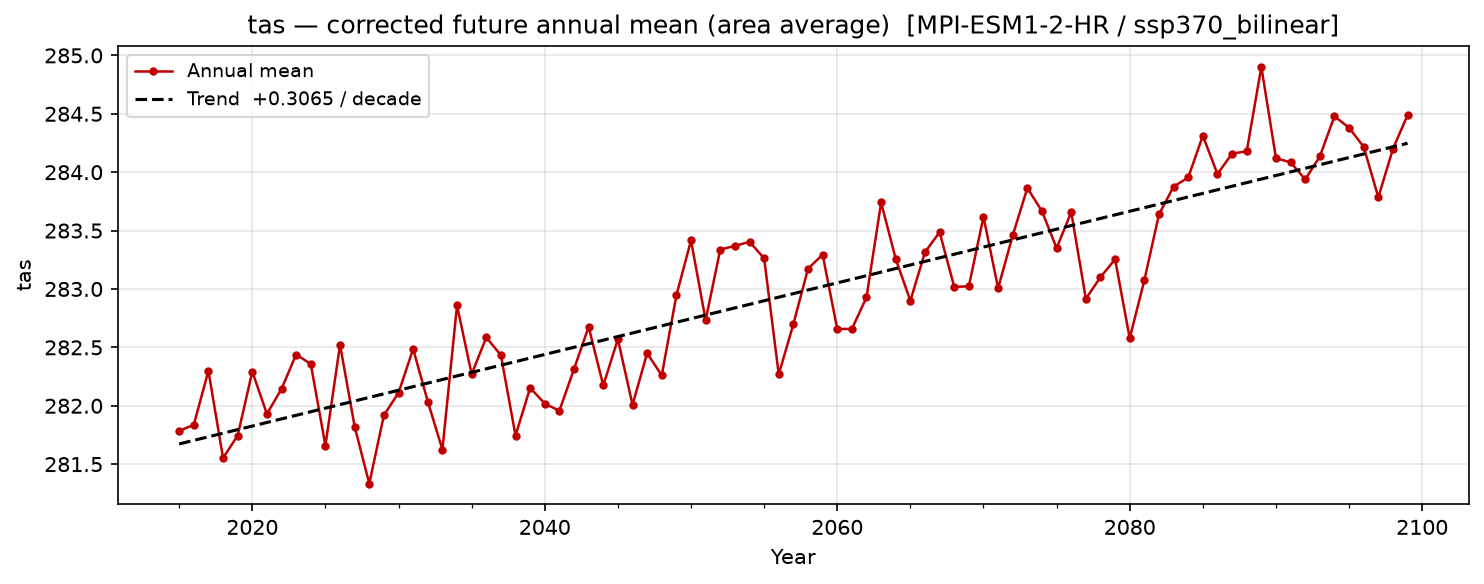 tas — corrected future annual mean (area average)  [MPI-ESM1-2-HR / ssp370_bilinear]
Annual mean
Trend  +0.3065 / decade
285.0
284.5
284.0
283.5
283.0
282.5
282.0
281.5
tas
2020 2040 2060 2080 2100
Year